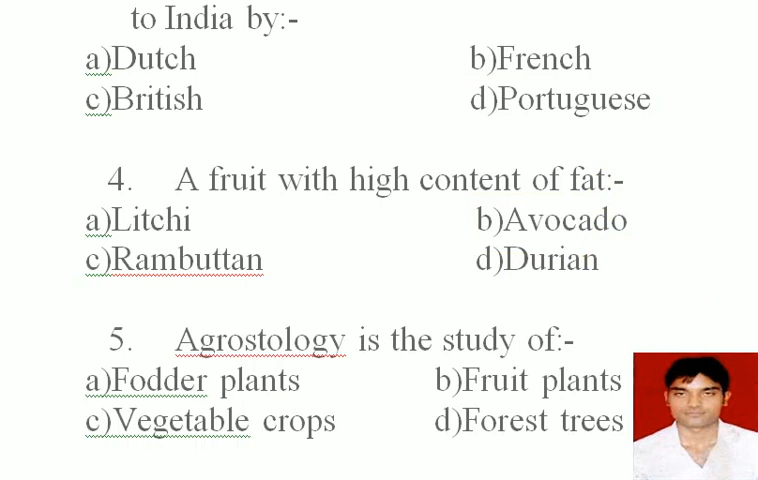 to India by:-
a)Dutch b)French
c)British d)Portuguese
4. A fruit with high content of fat:-
a)Litchi b)Avocado
c)Rambuttan d)Durian
5. Agrostology is the study of:-
a)Fodder plants b)Fruit plants
c)Vegetable crops d)Forest trees